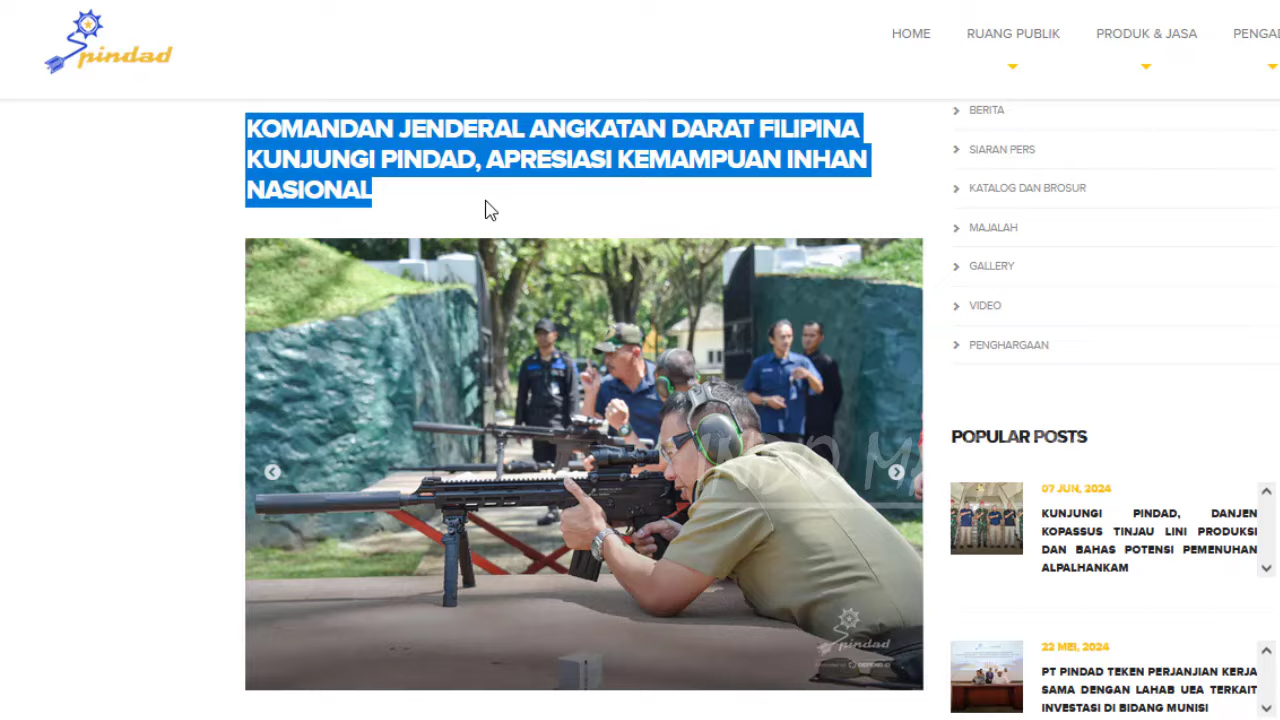 pindad
HOME
RUANG PUBLIK
PRODUK & JASA
KOMANDAN JENDERAL ANGKATAN DARAT FILIPINA
KUNJUNGI PINDAD, APRESIASI KEMAMPUAN INHAN
NASIONAL
pindad
BERITA
SIARAN PERS
KATALOG DAN BROSUR
MAJALAH
GALLERY
VIDEO
PENGHARGAAN
POPULAR POSTS
07 JUN, 2024
KUNJUNGI PINDAD, DANJEN
KOPASSUS TINJAU LINI PRODUKSI
DAN BAHAS POTENSI PEMENUHAN
ALPALHANKAM
22 MEI, 2024
PT PINDAD TEKEN PERJANJIAN KERJA
SAMA DENGAN LAHAB UEA TERKAIT
INVESTASI DI BIDANG MUNISI